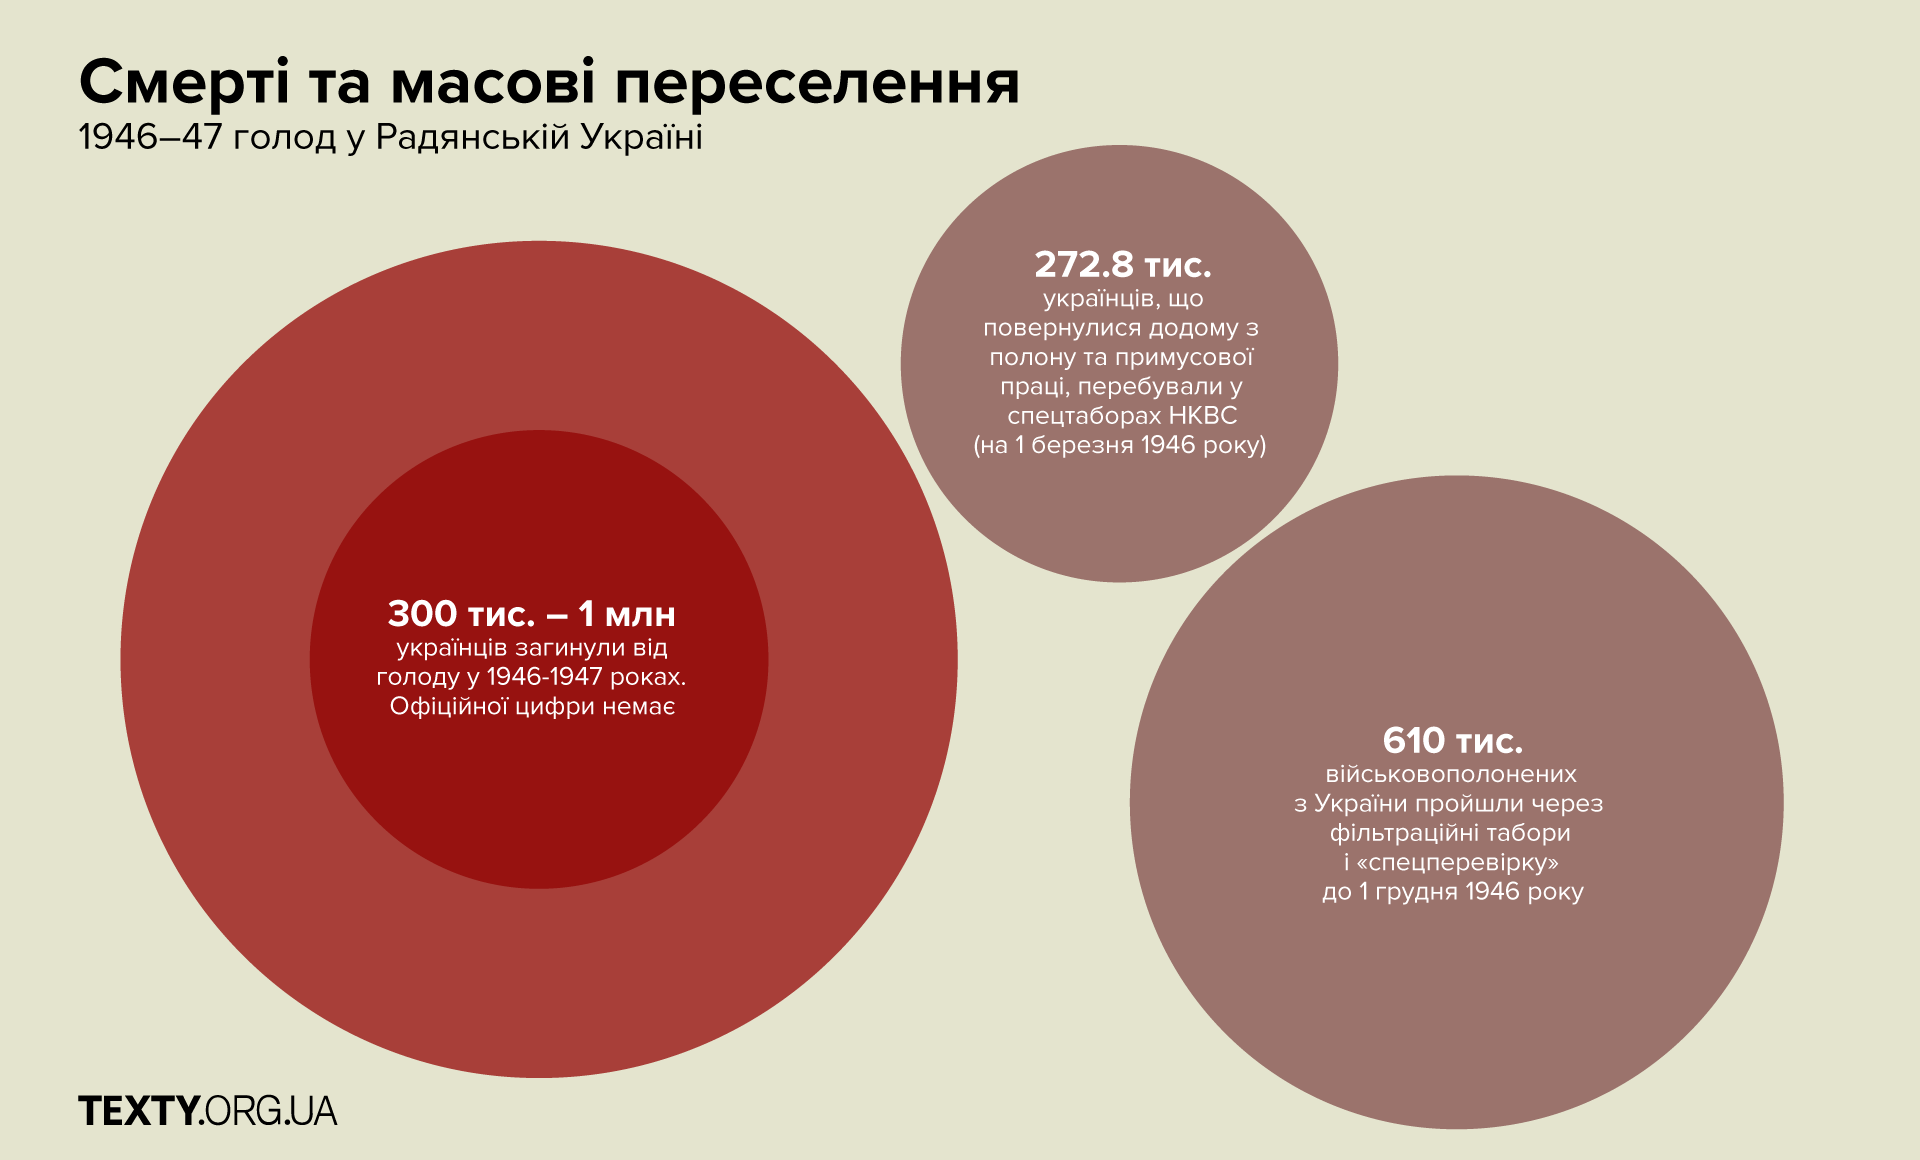 Смерті та масові переселення
1946–47 голод у Радянській Україні
272.8 тис.
українців, що
повернулися додому з
полону та примусової
праці, перебували у
спецтаборах НКВС
(на 1 березня 1946 року)
300 тис. – 1 млн
українців загинули від
голоду у 1946-1947 роках.
Офіційної цифри немає
610 тис.
військовополонених
з України пройшли через
фільтраційні табори
і «спецперевірку»
до 1 грудня 1946 року
TEXTY.ORG.UA